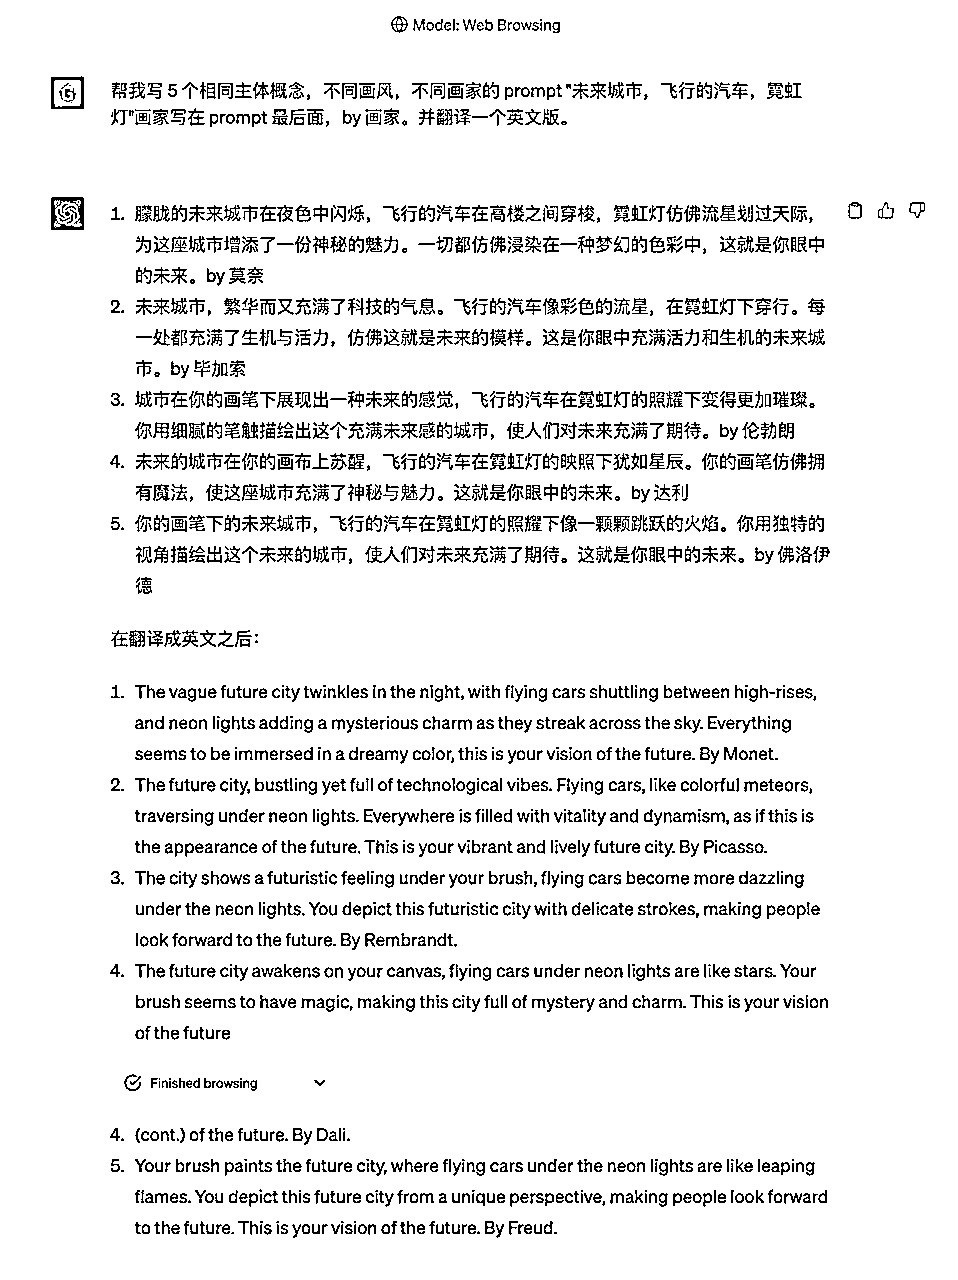 Model: Web Browsing
帮我写 5 个相同主体概念，不同画风，不同画家的 prompt "未来城市，飞行的汽车，霓虹
灯"画家写在 prompt 最后面，by 画家。并翻译一个英文版。
1. 朦胧的未来城市在夜色中闪烁，飞行的汽车在高楼之间穿梭，霓虹灯仿佛流星划过天际，
为这座城市增添了一份神秘的魅力。一切都仿佛浸染在一种梦幻的色彩中，这就是你眼中
的未来。by 莫奈
2. 未来城市，繁华而又充满了科技的气息。飞行的汽车像彩色的流星，在霓虹灯下穿行。每
一处都充满了生机与活力，仿佛这就是未来的模样。这是你眼中充满活力和生机的未来城
市。by 毕加索
3. 城市在你的画笔下展现出一种未来的感觉，飞行的汽车在霓虹灯的照耀下变得更加璀璨。
你用细腻的笔触描绘出这个充满未来感的城市，使人们对未来充满了期待。by 伦勃朗
4. 未来的城市在你的画布上苏醒，飞行的汽车在霓虹灯的映照下犹如星辰。你的画笔仿佛拥
有魔法，使这座城市充满了神秘与魅力。这就是你眼中的未来。by 达利
5. 你的画笔下的未来城市，飞行的汽车在霓虹灯的照耀下像一颗颗跳跃的火焰。你用独特的
视角描绘出这个未来的城市，使人们对未来充满了期待。这就是你眼中的未来。by 佛洛伊
德
在翻译成英文之后：
1. The vague future city twinkles in the night, with flying cars shuttling between high-rises,
and neon lights adding a mysterious charm as they streak across the sky. Everything
seems to be immersed in a dreamy color, this is your vision of the future. By Monet.
2. The future city, bustling yet full of technological vibes. Flying cars, like colorful meteors,
traversing under neon lights. Everywhere is filled with vitality and dynamism, as if this is
the appearance of the future. This is your vibrant and lively future city. By Picasso.
3. The city shows a futuristic feeling under your brush, flying cars become more dazzling
under the neon lights. You depict this futuristic city with delicate strokes, making people
look forward to the future. By Rembrandt.
4. The future city awakens on your canvas, flying cars under neon lights are like stars. Your
brush seems to have magic, making this city full of mystery and charm. This is your vision
of the future
Finished browsing
4. (cont.) of the future. By Dali.
5. Your brush paints the future city, where flying cars under the neon lights are like leaping
flames. You depict this future city from a unique perspective, making people look forward
to the future. This is your vision of the future. By Freud.